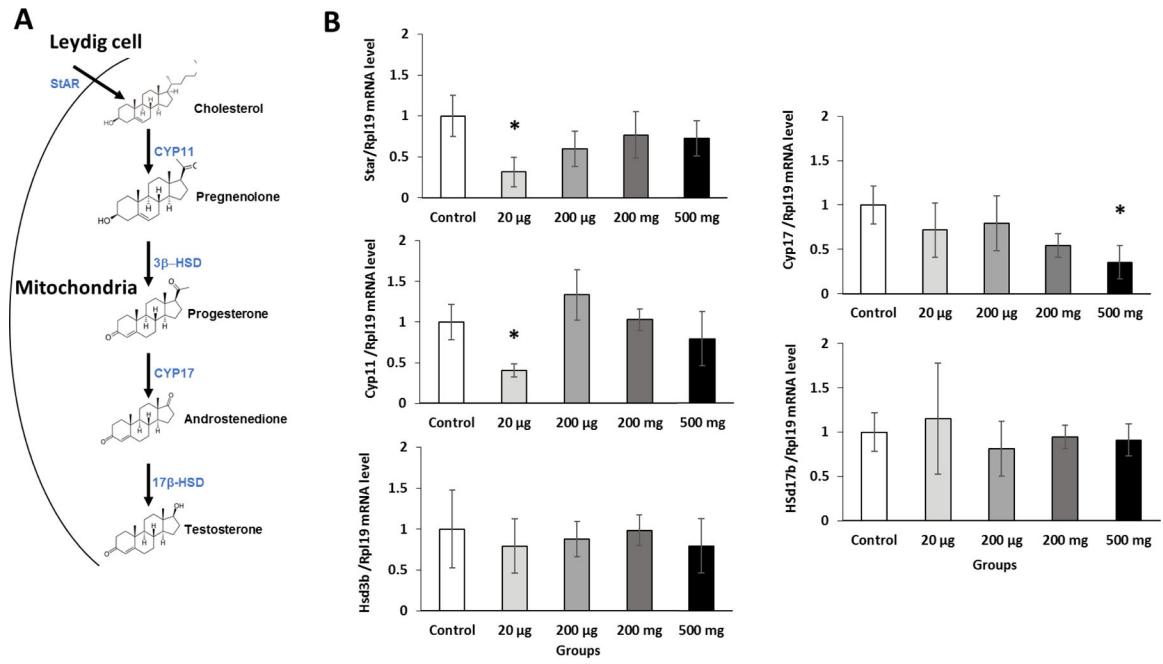 A
Leydig cell
StAR
Cholesterol
HO
H
H
H
CYP11
Pregnenolone
HO
H
H
H
3β–HSD
Mitochondria
Progesterone
O
O
H
H
H
CYP17
Androstenedione
O
O
H
H
H
17β-HSD
Testosterone
OH
O
H
H
H
B
Star/Rpl19 mRNA level
2
1.5
1
0.5
0
*
Control 20 µg 200 µg 200 mg 500 mg
Cyp11 /Rpl19 mRNA level
2
1.5
1
0.5
0
*
Control 20 µg 200 µg 200 mg 500 mg
Hsd3b /Rpl19 mRNA level
2
1.5
1
0.5
0
Control 20 µg 200 µg 200 mg 500 mg
Groups
Cyp17 /Rpl19 mRNA level
2
1.5
1
0.5
0
*
Control 20 µg 200 µg 200 mg 500 mg
HSd17b /Rpl19 mRNA level
2
1.5
1
0.5
0
Control 20 µg 200 µg 200 mg 500 mg
Groups